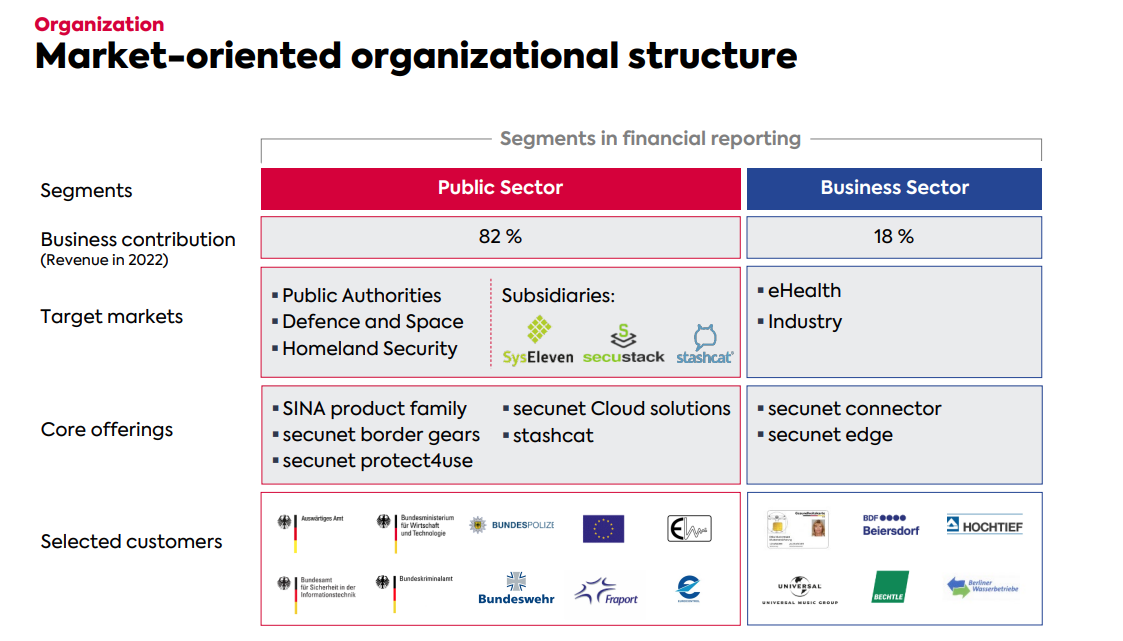 Organization
Market-oriented organizational structure
Segments in financial reporting
Segments
Public Sector
Business Sector
Business contribution
(Revenue in 2022)
82 %
18 %
Target markets
▪ Public Authorities
▪ Defence and Space
▪ Homeland Security
Subsidiaries:
SysEleven
secustack
stashcat
▪ eHealth
▪ Industry
Core offerings
▪ SINA product family
▪ secunet border gears
▪ secunet protect4use
▪ secunet Cloud solutions
▪ stashcat
▪ secunet connector
▪ secunet edge
Selected customers
Auswärtiges Amt
Bundesministerium
für Wirtschaft
und Technologie
BUNDESPOLIZEI
BDF
Beiersdorf
HOCHTIEF
Bundesamt
für Sicherheit in der
Informationstechnik
Bundeskriminalamt
Bundeswehr
Fraport
EUROCONTROL
UNIVERSAL
UNIVERSAL MUSIC GROUP
BECHTLE
Berliner
Wasserbetriebe